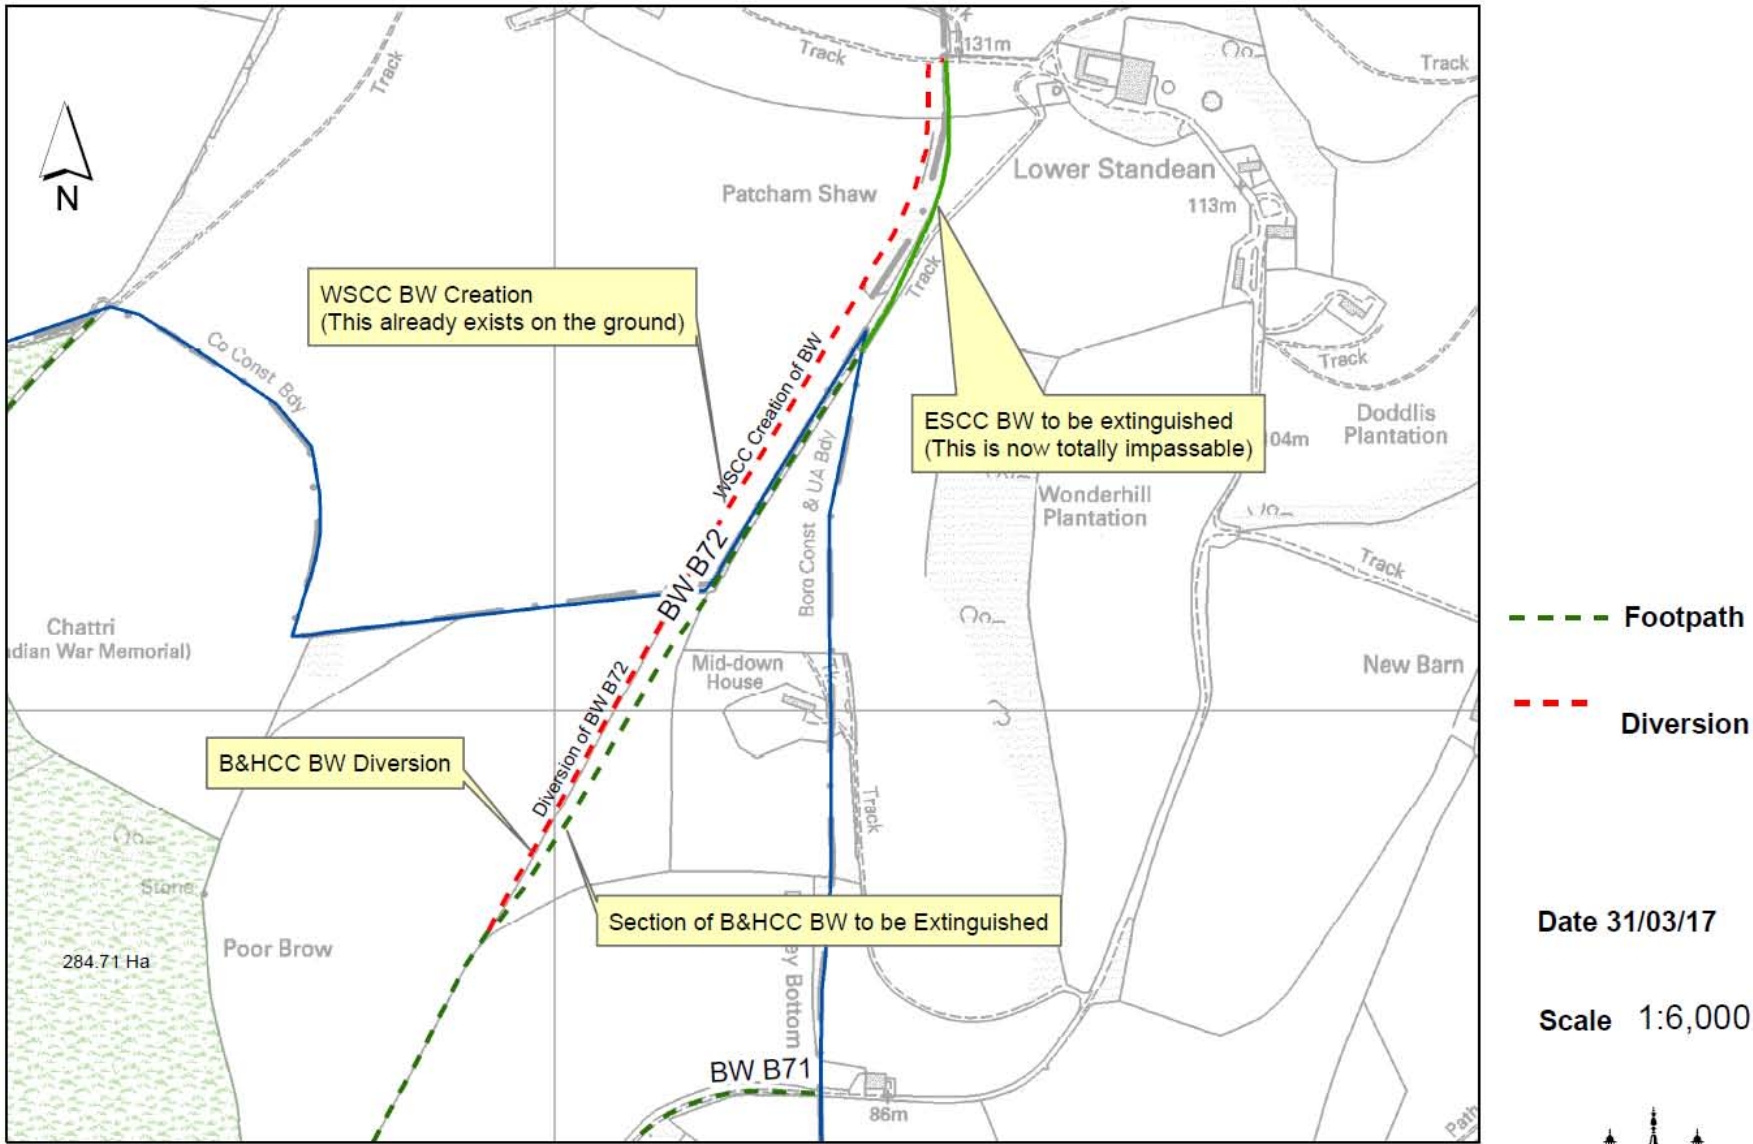 Track
131m
Track
Track
N
Lower Standean
Patcham Shaw
113m
Track
WSCC BW Creation
(This already exists on the ground)
Co Const Bdy
WSCC Creation of BW
Track
ESCC BW to be extinguished
(This is now totally impassable)
Doddlis
Plantation
104m
Boro Const & UA Bdy
Wonderhill
Plantation
BW B72
Track
Chattri
dian War Memorial)
Footpath
Mid-down
House
New Barn
Diversion of BW B72
Diversion
B&HCC BW Diversion
Track
Stone
Section of B&HCC BW to be Extinguished
Date 31/03/17
Poor Brow
284.71 Ha
ey Bottom
Scale 1:6,000
BW B71
86m
Path